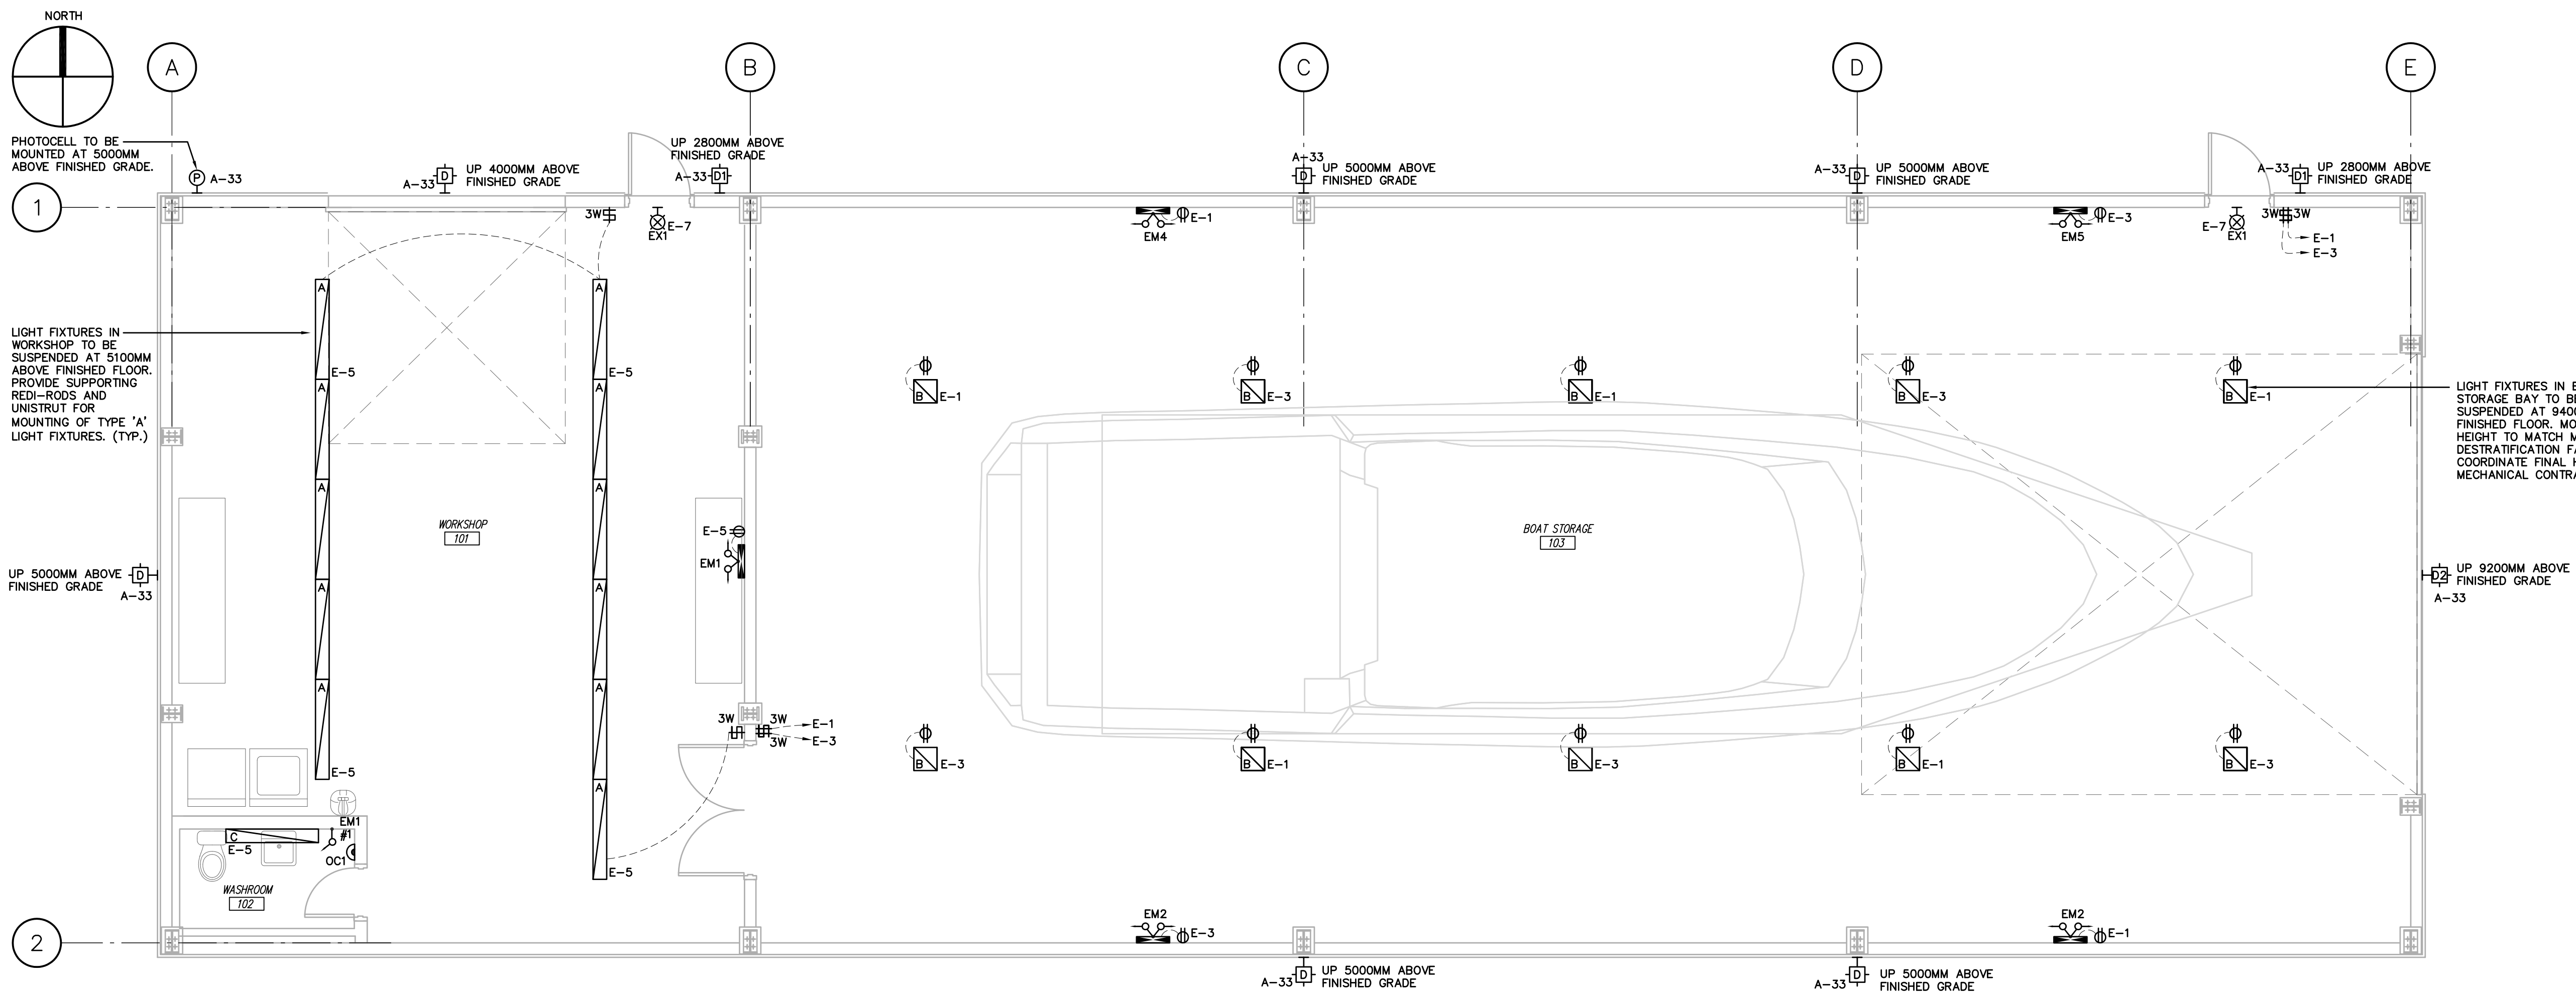 NORTH
A
B
C
D
E
PHOTOCELL TO BE
MOUNTED AT 5000MM
ABOVE FINISHED GRADE.
P
A-33
A-33
D
UP 4000MM ABOVE
FINISHED GRADE
UP 2800MM ABOVE
FINISHED GRADE
A-33
D1
A-33
D
UP 5000MM ABOVE
FINISHED GRADE
A-33
D
UP 5000MM ABOVE
FINISHED GRADE
A-33
D1
UP 2800MM ABOVE
FINISHED GRADE
1
3W
E-7
EX1
E-1
EM4
E-3
EM5
E-7
EX1
3W
3W
E-1
E-3
LIGHT FIXTURES IN
WORKSHOP TO BE
SUSPENDED AT 5100MM
ABOVE FINISHED FLOOR.
PROVIDE SUPPORTING
REDI-RODS AND
UNISTRUT FOR
MOUNTING OF TYPE 'A'
LIGHT FIXTURES. (TYP.)
A
A
E-5
E-5
A
A
A
A
A
A
A
A
E-5
A
E-5
B
E-1
B
E-3
B
E-1
B
E-3
B
E-1
LIGHT FIXTURES IN
STORAGE BAY TO
SUSPENDED AT
FINISHED FLOOR.
HEIGHT TO MATCH
DESTRATIFICATION
COORDINATE FINAL
MECHANICAL
WORKSHOP
101
E-5
EM1
BOAT STORAGE
103
UP 5000MM ABOVE
FINISHED GRADE
D
A-33
D2
UP 9200MM ABOVE
FINISHED GRADE
A-33
3W
3W
3W
E-1
E-3
B
E-3
B
E-1
B
E-3
B
E-1
B
E-3
EM1
#1
C
E-5
OC1
WASHROOM
102
2
EM2
E-3
EM2
E-1
A-33
D
UP 5000MM ABOVE
FINISHED GRADE
A-33
D
UP 5000MM ABOVE
FINISHED GRADE